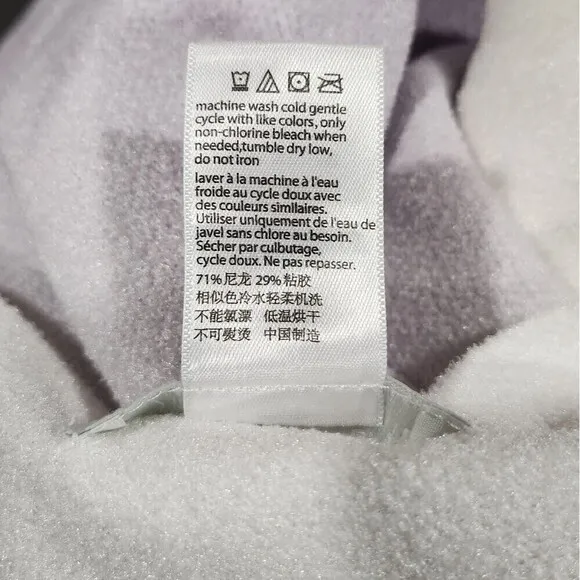 machine wash cold gentle
cycle with like colors, only
non-chlorine bleach when
needed,tumble dry low,
do not iron
laver à la machine à l'eau
froide au cycle doux avec
des couleurs similaires.
Utiliser uniquement de l'eau de
javel sans chlore au besoin.
Sécher par culbutage,
cycle doux. Ne pas repasser.
71% 尼龙 29% 粘胶
相似色冷水轻柔机洗
不能氯漂 低温烘干
不可熨烫 中国制造